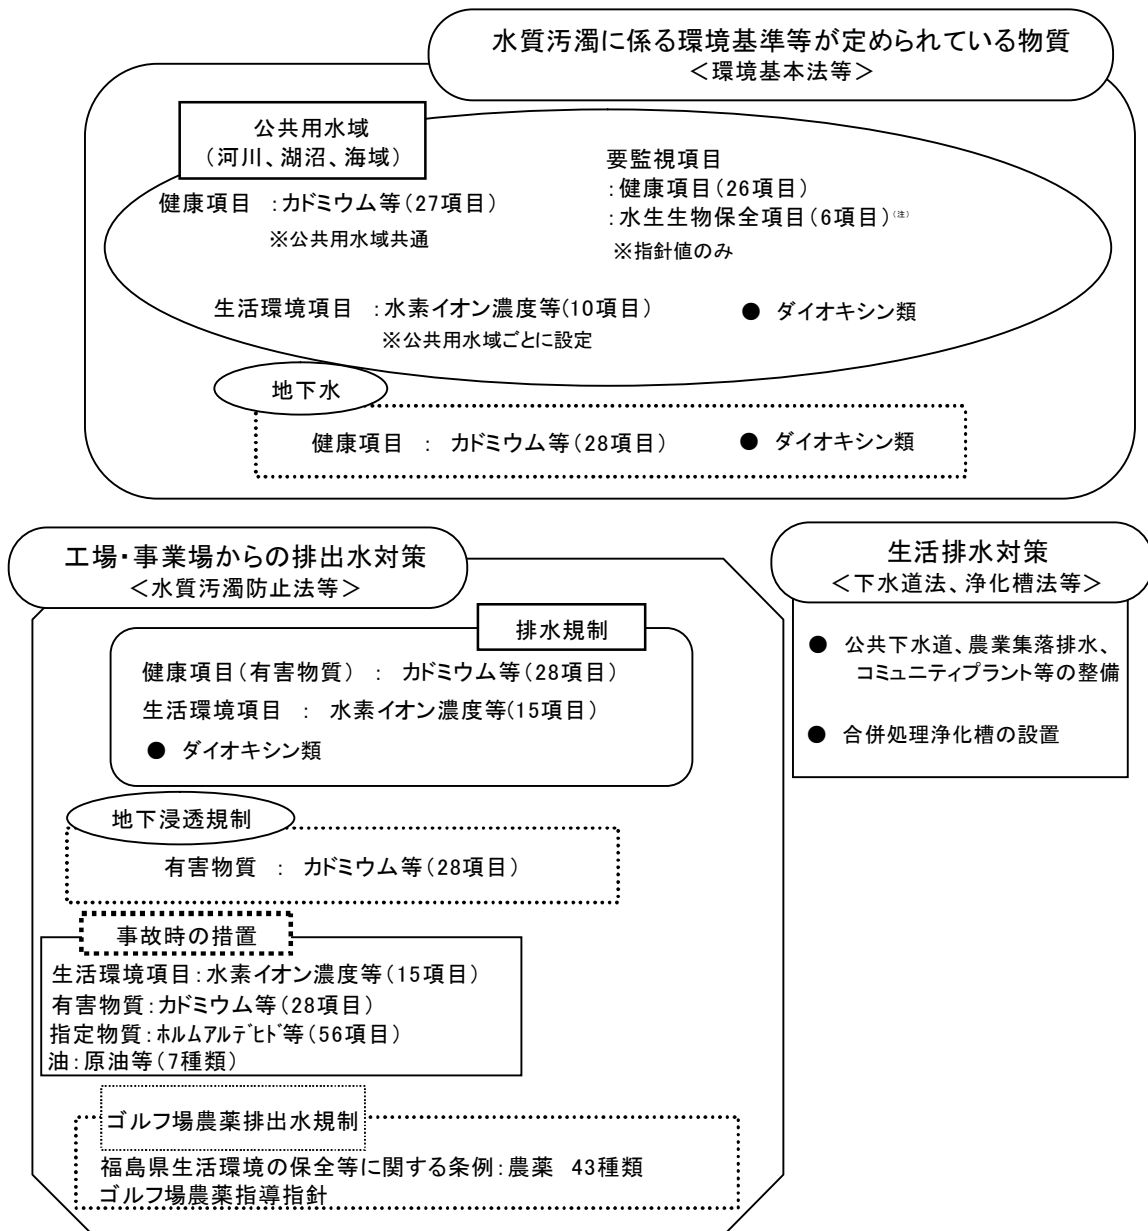 水質汚濁に係る環境基準等が定められている物質
＜環境基本法等＞
公共用水域
（河川、湖沼、海域）
健康項目 ：カドミウム等（27項目）
※公共用水域共通
要監視項目
：健康項目（26項目）
：水生生物保全項目（6項目）（注）
※指針値のみ
生活環境項目 ：水素イオン濃度等(10項目)
※公共用水域ごとに設定
● ダイオキシン類
地下水
健康項目 ： カドミウム等（28項目）
● ダイオキシン類
工場・事業場からの排出水対策
＜水質汚濁防止法等＞
排水規制
健康項目（有害物質） ： カドミウム等（28項目）
生活環境項目 ： 水素イオン濃度等(15項目)
● ダイオキシン類
地下浸透規制
有害物質 ： カドミウム等（28項目）
事故時の措置
生活環境項目：水素イオン濃度等（15項目）
有害物質：カドミウム等（28項目）
指定物質：ホルムアルデヒド等（56項目）
油：原油等（7種類）
ゴルフ場農薬排出水規制
福島県生活環境の保全等に関する条例：農薬 43種類
ゴルフ場農薬指導指針
生活排水対策
＜下水道法、浄化槽法等＞
● 公共下水道、農業集落排水、
コミュニティプラント等の整備
● 合併処理浄化槽の設置